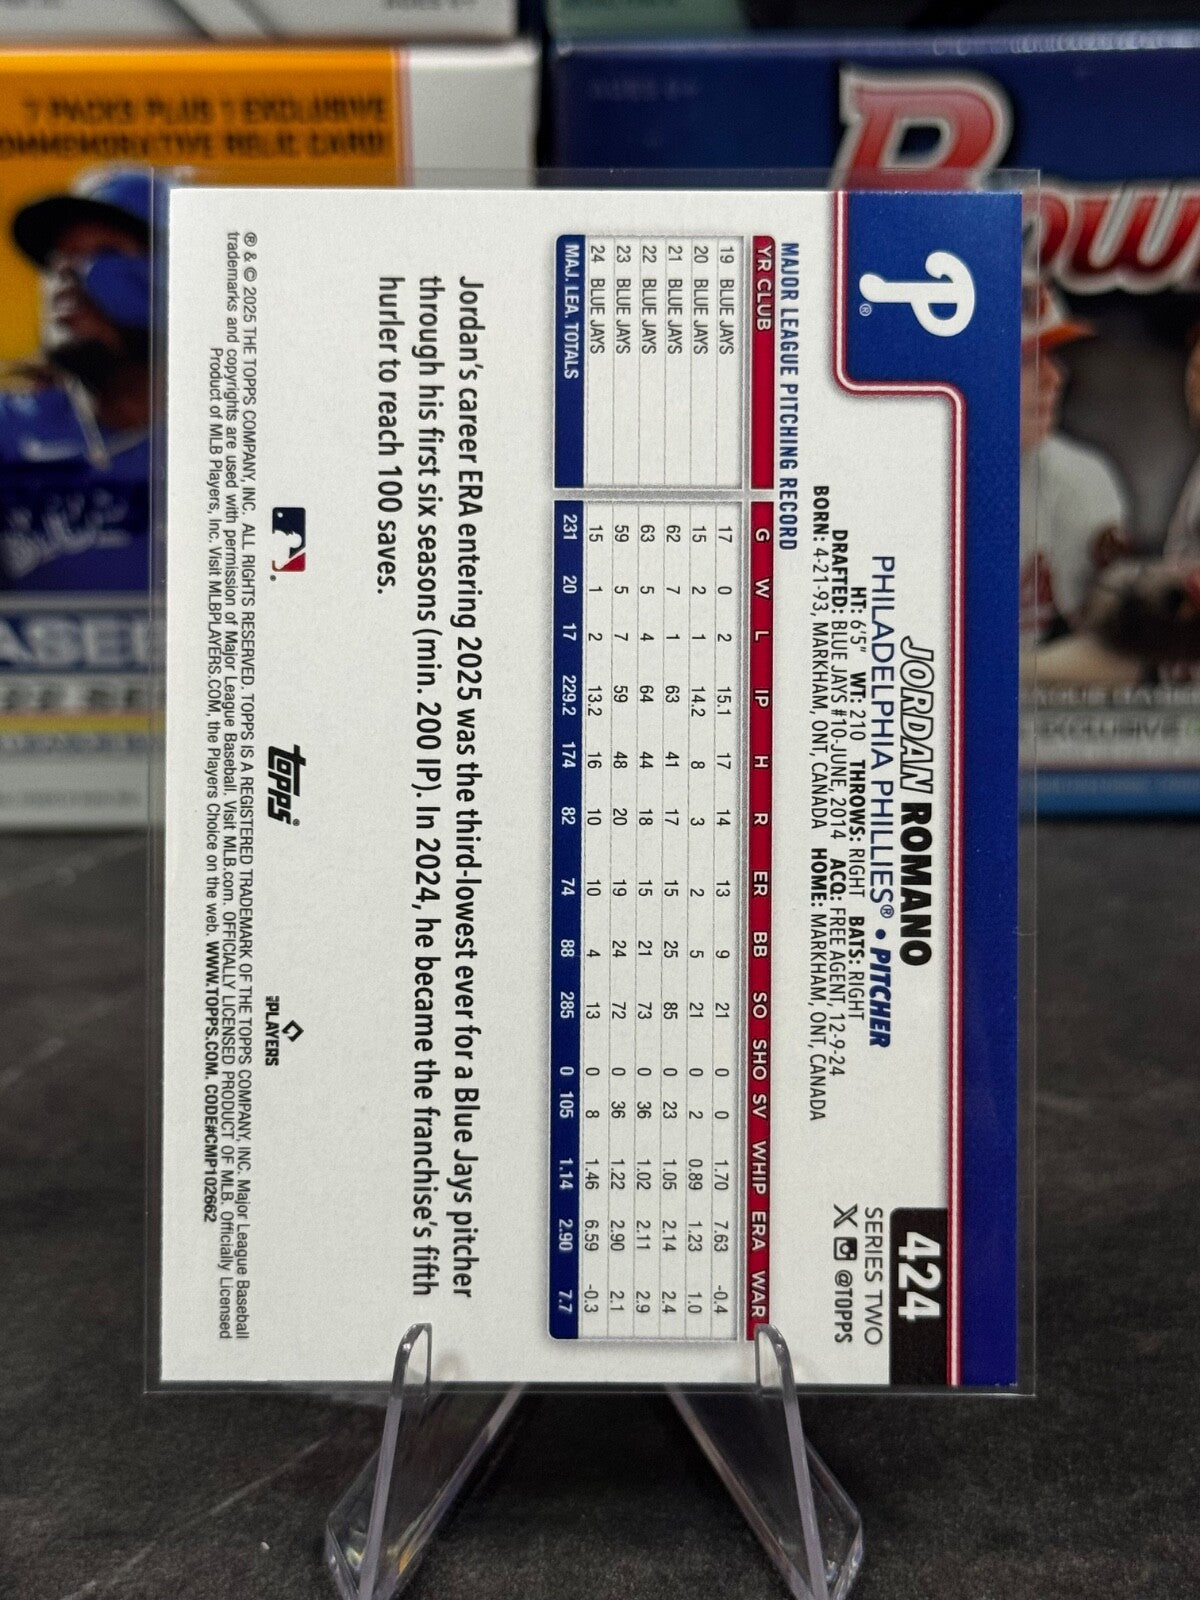 7 PACKS PLUS 1 EXCLUSIVE
COMMEMORATIVE RELIC CARD
Bowm
P
®
424
SERIES TWO
@TOPPS
JORDAN ROMANO
PHILADELPHIA PHILLIES® • PITCHER
HT: 6'5" WT: 210 THROWS: RIGHT BATS: RIGHT
DRAFTED: BLUE JAYS #10-JUNE, 2014 ACQ: FREE AGENT, 12-9-24
BORN: 4-21-93, MARKHAM, ONT, CANADA HOME: MARKHAM, ONT, CANADA
MAJOR LEAGUE PITCHING RECORD
YR CLUB G W L IP H R ER BB SO SHO SV WHIP ERA WAR
19 BLUE JAYS 17 0 2 15.1 17 14 13 9 21 0 0 1.70 7.63 -0.4
20 BLUE JAYS 15 2 1 14.2 8 3 2 5 21 0 2 0.89 1.23 1.0
21 BLUE JAYS 62 7 1 63 41 17 15 25 85 0 23 1.05 2.14 2.4
22 BLUE JAYS 63 5 4 64 44 18 15 21 73 0 36 1.02 2.11 2.9
23 BLUE JAYS 59 5 7 59 48 20 19 24 72 0 36 1.22 2.90 2.1
24 BLUE JAYS 15 1 2 13.2 16 10 10 4 13 0 8 1.46 6.59 -0.3
MAJ. LEA. TOTALS 231 20 17 229.2 174 82 74 88 285 0 105 1.14 2.90 7.7
Jordan's career ERA entering 2025 was the third-lowest ever for a Blue Jays pitcher
through his first six seasons (min. 200 IP). In 2024, he became the franchise's fifth
hurler to reach 100 saves.
topps®
PLAYERS
® & © 2025 THE TOPPS COMPANY, INC. ALL RIGHTS RESERVED. TOPPS IS A REGISTERED TRADEMARK OF THE TOPPS COMPANY, INC. Major League Baseball
trademarks and copyrights are used with permission of Major League Baseball. Visit MLB.com. OFFICIALLY LICENSED PRODUCT OF MLB. Officially Licensed
Product of MLB Players, Inc. Visit MLBPLAYERS.COM, the Players Choice on the web. WWW.TOPPS.COM. CODE#CMP102662